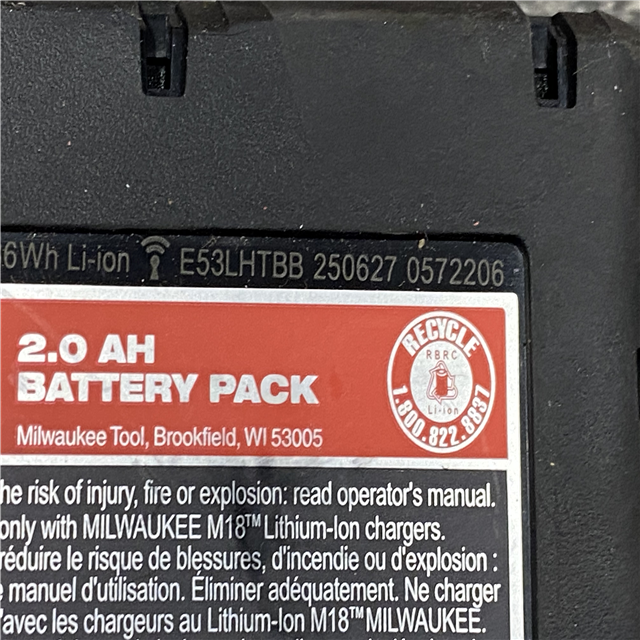 6Wh Li-ion E53LHTBB 250627 0572206
2.0 AH
BATTERY PACK
Milwaukee Tool, Brookfield, WI 53005
RECYCLE
RBRC
Li-ion
1.800.822.8837
he risk of injury, fire or explosion: read operator's manual.
only with MILWAUKEE M18™ Lithium-Ion chargers.
réduire le risque de blessures, d'incendie ou d'explosion :
e manuel d'utilisation. Éliminer adéquatement. Ne charger
'avec les chargeurs au Lithium-Ion M18™ MILWAUKEE.